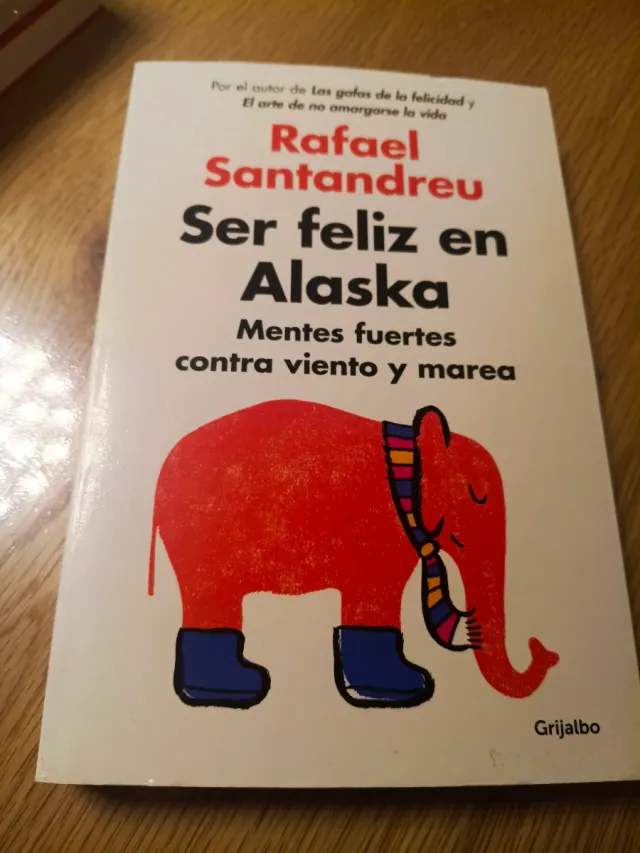 Por el autor de Las gafas de la felicidad y
El arte de no amargarse la vida
Rafael
Santandreu
Ser feliz en
Alaska
Mentes fuertes
contra viento y marea
Grijalbo